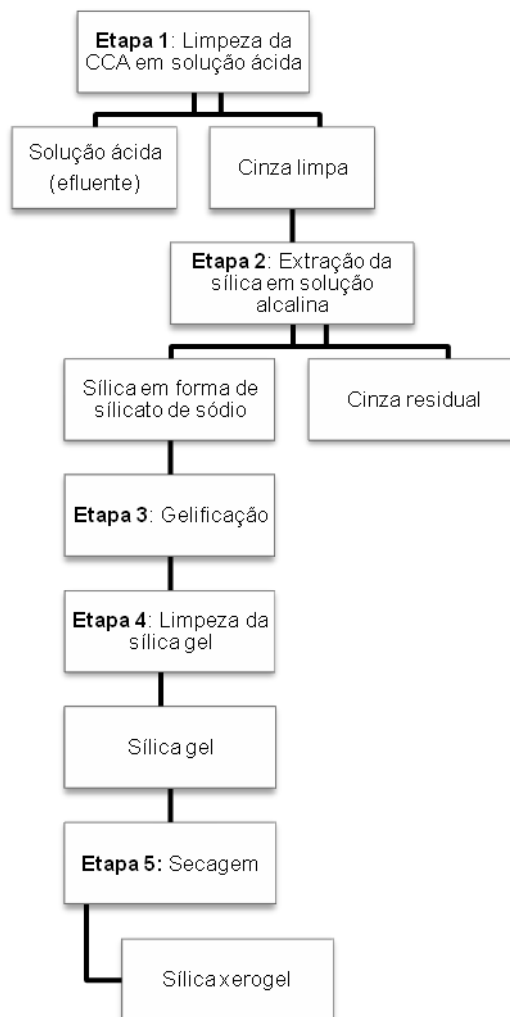 Etapa 1: Limpeza da
CCA em solução ácida
Solução ácida
(efluente)
Cinza limpa
Etapa 2: Extração da
sílica em solução
alcalina
Sílica em forma de
sílicato de sódio
Cinza residual
Etapa 3: Gelificação
Etapa 4: Limpeza da
sílica gel
Sílica gel
Etapa 5: Secagem
Sílica xerogel